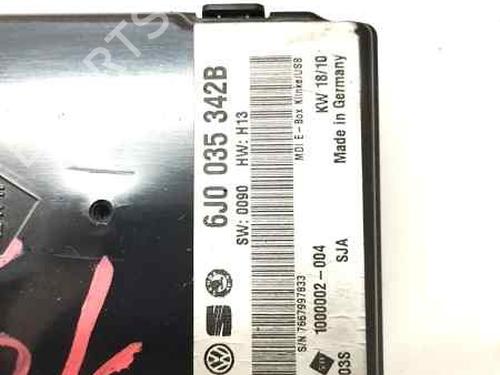 6J0 035 342B
SW: 0090 HW: H13
MDI E-Box Klinke/USB
KW 18/10
Made in Germany
S/N 7667997833
1000002-004
SJA
03S